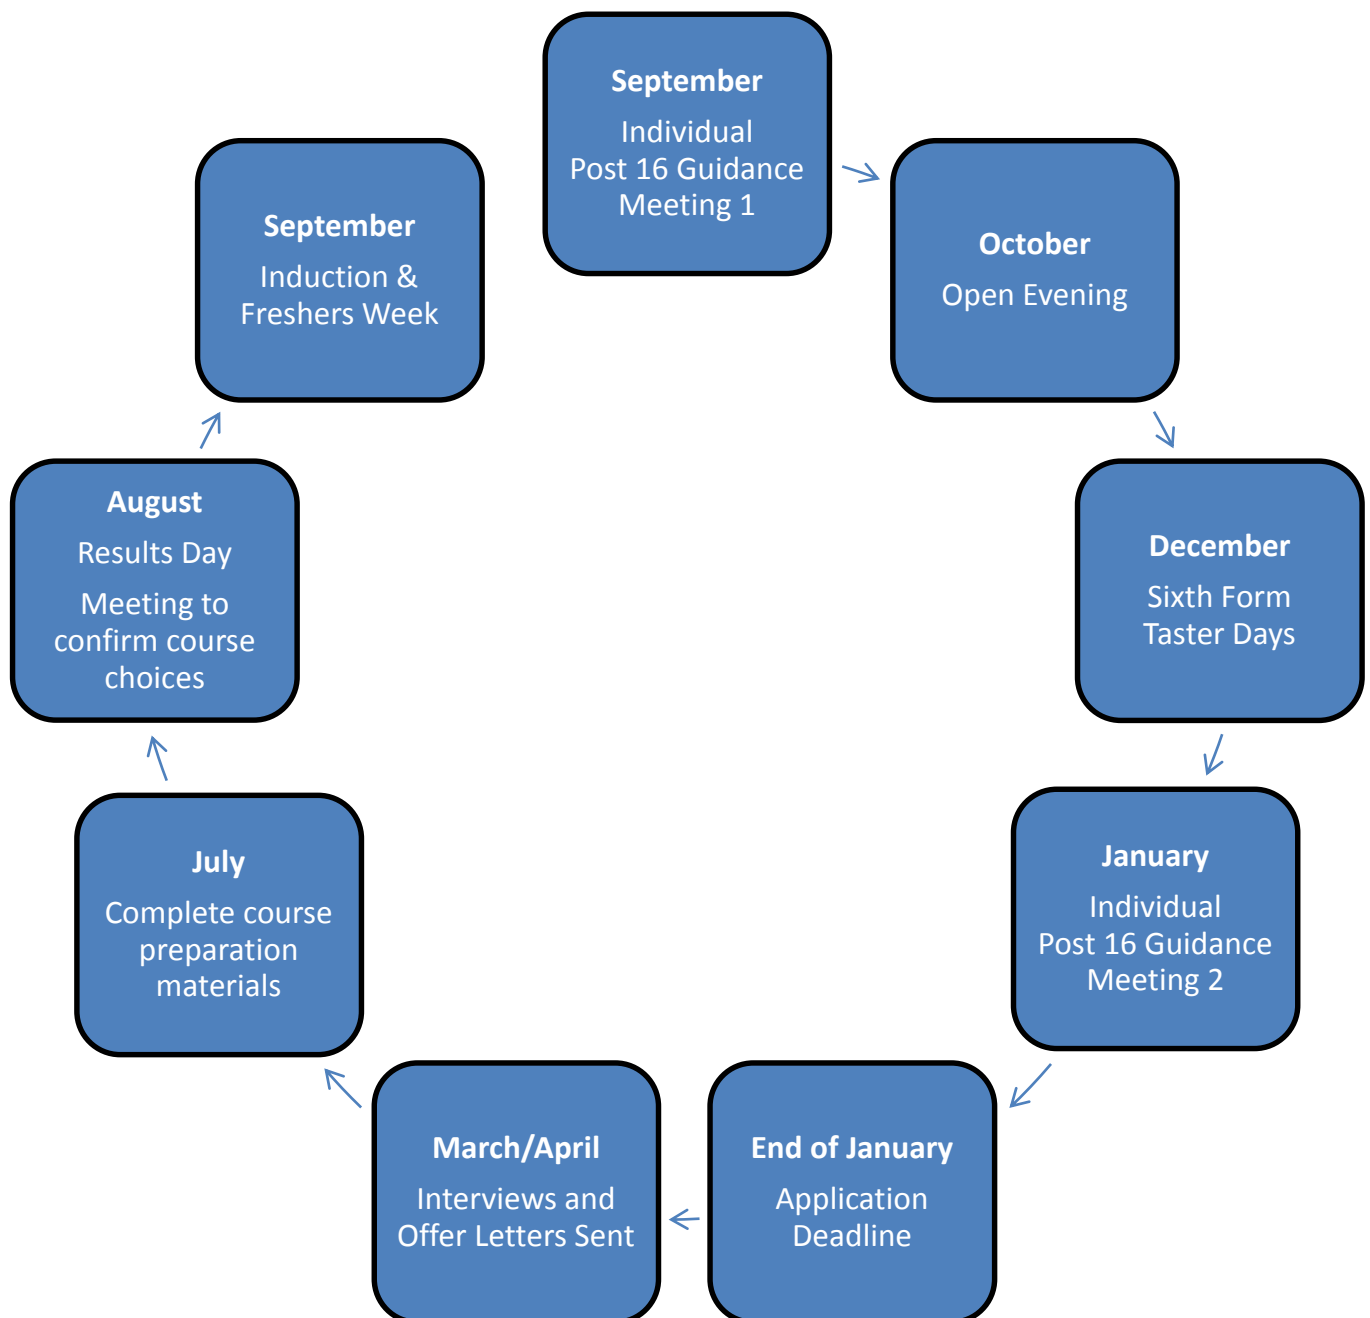 September
Individual
Post 16 Guidance
Meeting 1
October
Open Evening
December
Sixth Form
Taster Days
January
Individual
Post 16 Guidance
Meeting 2
End of January
Application
Deadline
March/April
Interviews and
Offer Letters Sent
July
Complete course
preparation
materials
August
Results Day
Meeting to
confirm course
choices
September
Induction &
Freshers Week